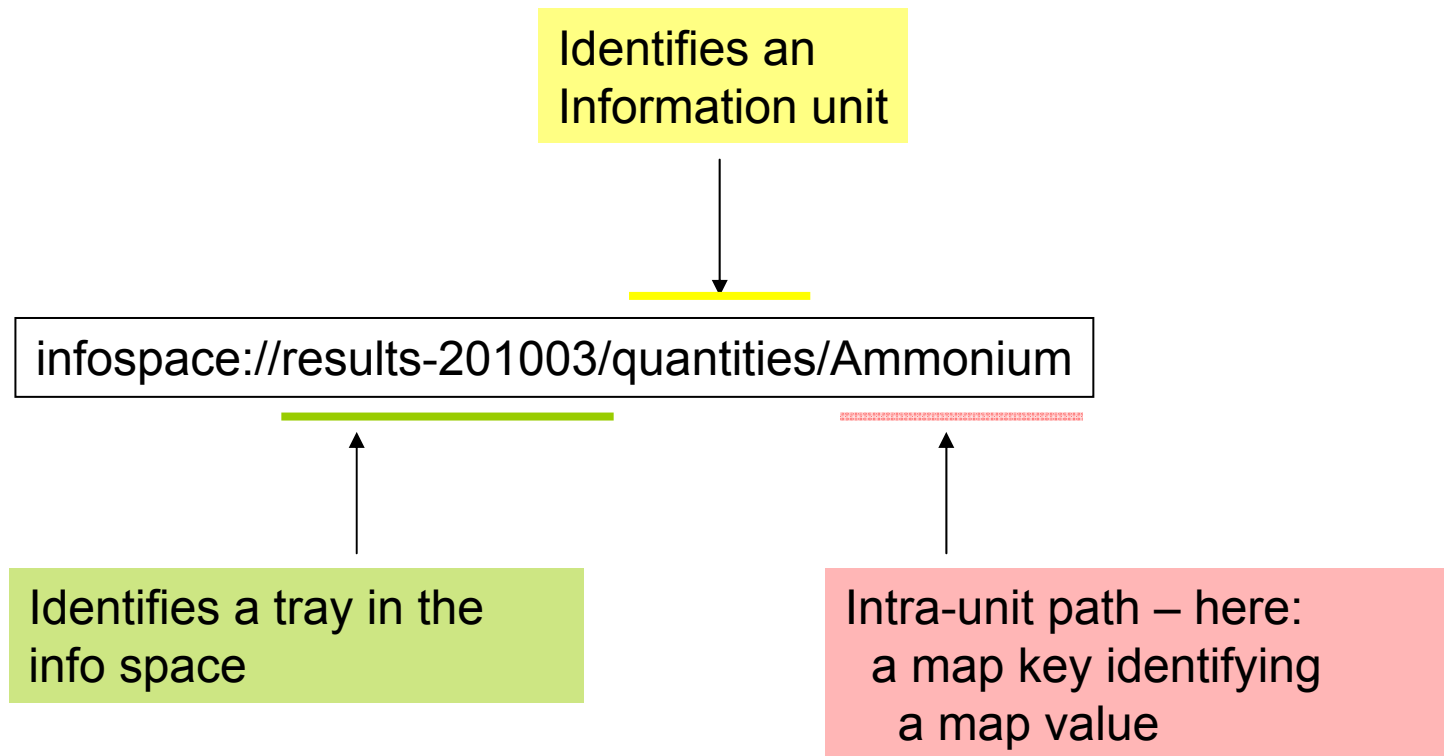 Identifies an
Information unit
infospace://results-201003/quantities/Ammonium
Identifies a tray in the
info space
Intra-unit path – here:
a map key identifying
a map value